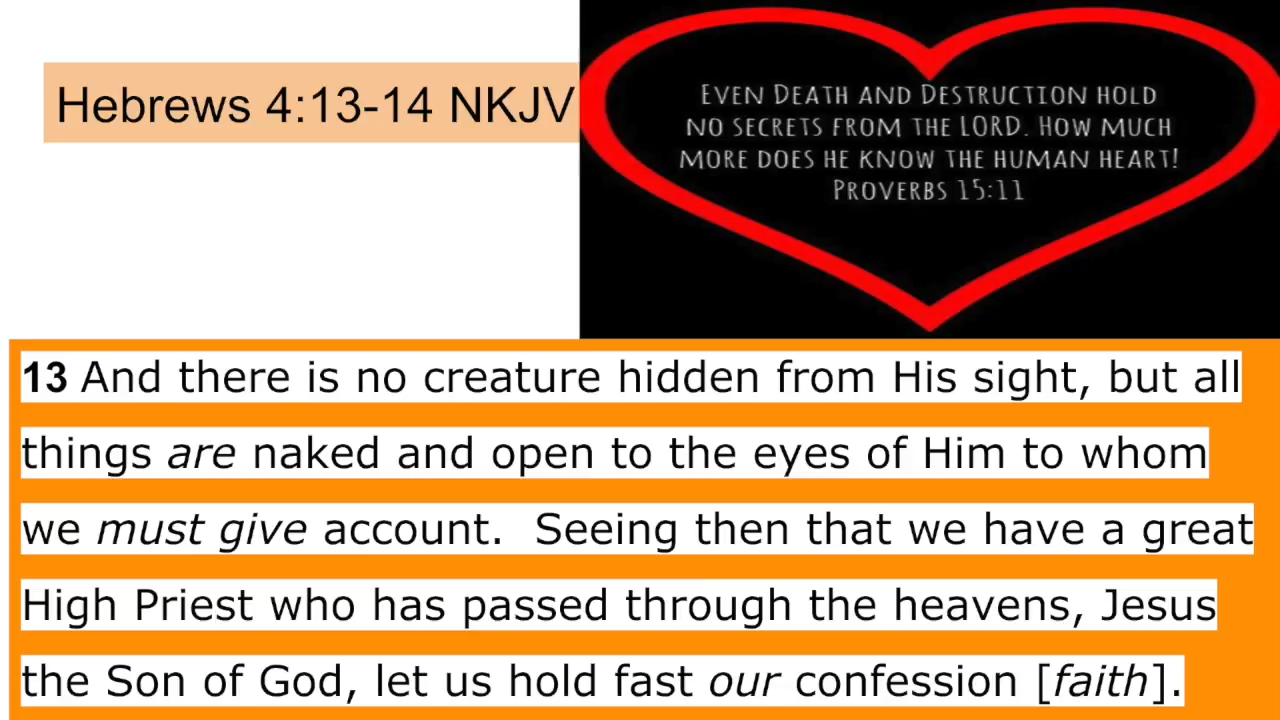 Hebrews 4:13-14 NKJV
EVEN DEATH AND DESTRUCTION HOLD
NO SECRETS FROM THE LORD. HOW MUCH
MORE DOES HE KNOW THE HUMAN HEART!
PROVERBS 15:11
13 And there is no creature hidden from His sight, but all
things are naked and open to the eyes of Him to whom
we must give account.  Seeing then that we have a great
High Priest who has passed through the heavens, Jesus
the Son of God, let us hold fast our confession [faith].